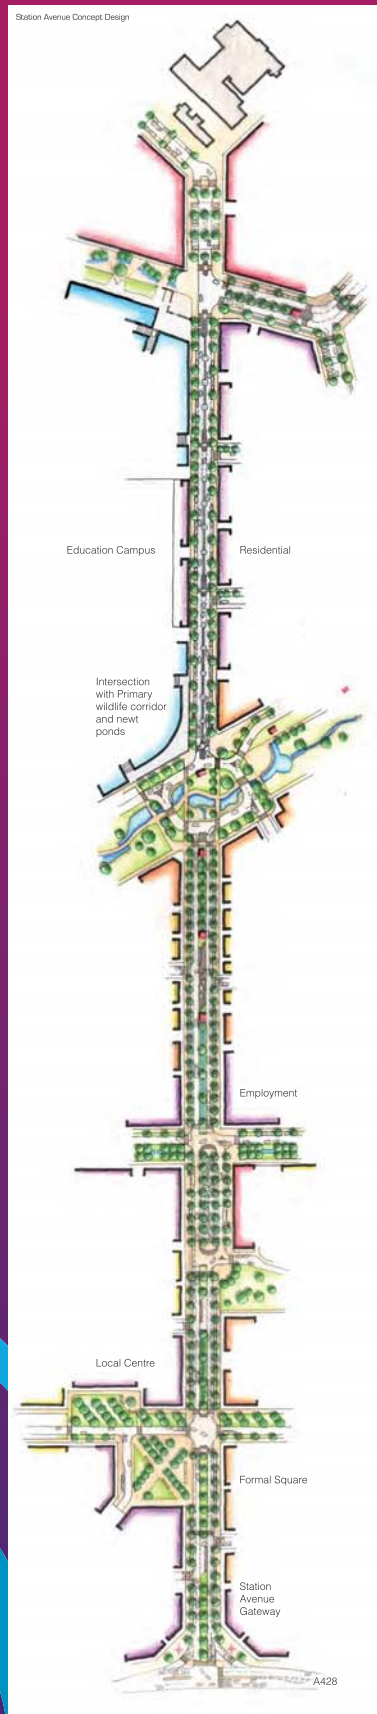 Station Avenue Concept Design
Education Campus
Residential
Intersection
with Primary
wildlife corridor
and newt
ponds
Employment
Local Centre
Formal Square
Station
Avenue
Gateway
A428